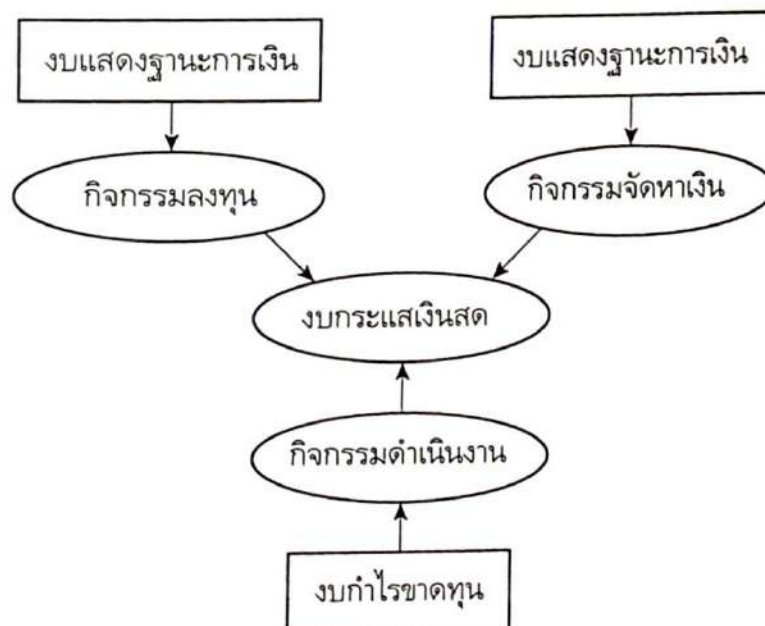 งบแสดงฐานะการเงิน
งบแสดงฐานะการเงิน
กิจกรรมลงทุน
กิจกรรมจัดหาเงิน
งบกระแสเงินสด
กิจกรรมดำเนินงาน
งบกำไรขาดทุน